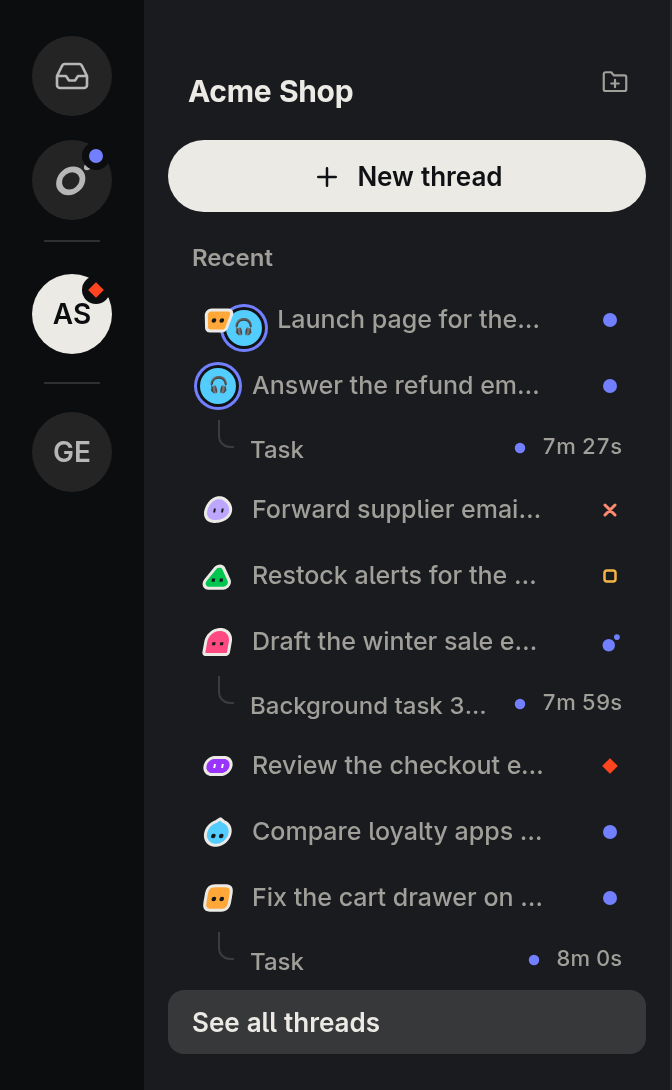 Acme Shop
New thread
Recent
Launch page for the...
Answer the refund em...
Task 7m 27s
Forward supplier emai...
Restock alerts for the ...
Draft the winter sale e...
Background task 3... 7m 59s
Review the checkout e...
Compare loyalty apps ...
Fix the cart drawer on ...
Task 8m 0s
See all threads
AS
GE